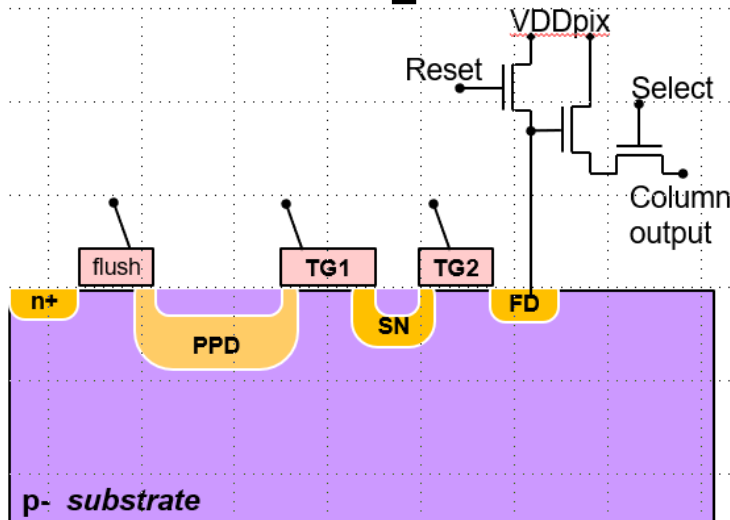 VDDpix
Reset
Select
Column
output
flush
TG1
TG2
n+
PPD
SN
FD
p- substrate